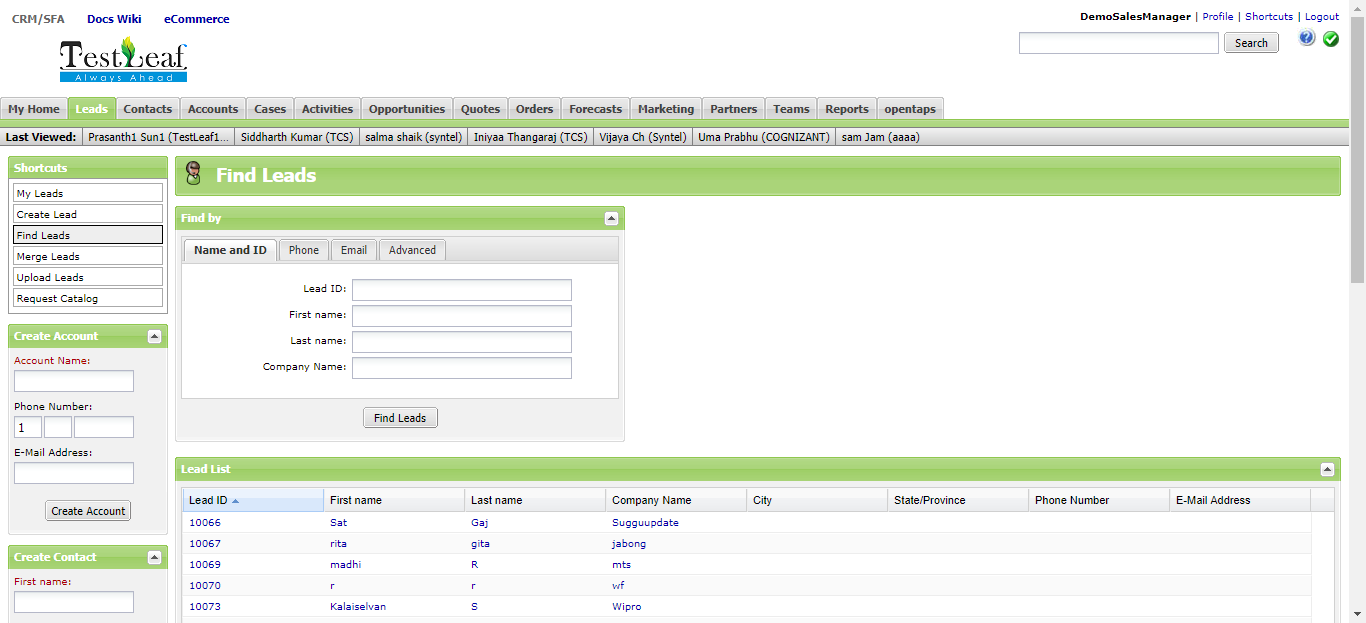 CRM/SFA Docs Wiki eCommerce
DemoSalesManager | Profile | Shortcuts | Logout
TestLeaf
Always Ahead
Search
?
My Home Leads Contacts Accounts Cases Activities Opportunities Quotes Orders Forecasts Marketing Partners Teams Reports opentaps
Last Viewed: Prasanth1 Sun1 (TestLeaf1... Siddharth Kumar (TCS) salma shaik (syntel) Iniyaa Thangaraj (TCS) Vijaya Ch (Syntel) Uma Prabhu (COGNIZANT) sam Jam (aaaa)
Shortcuts
My Leads
Create Lead
Find Leads
Merge Leads
Upload Leads
Request Catalog
Create Account
Account Name:
Phone Number:
1
E-Mail Address:
Create Account
Create Contact
First name:
Find Leads
Find by
Name and ID Phone Email Advanced
Lead ID:
First name:
Last name:
Company Name:
Find Leads
Lead List
Lead ID First name Last name Company Name City State/Province Phone Number E-Mail Address
10066 Sat Gaj Sugguupdate
10067 rita gita jabong
10069 madhi R mts
10070 r r wf
10073 Kalaiselvan S Wipro